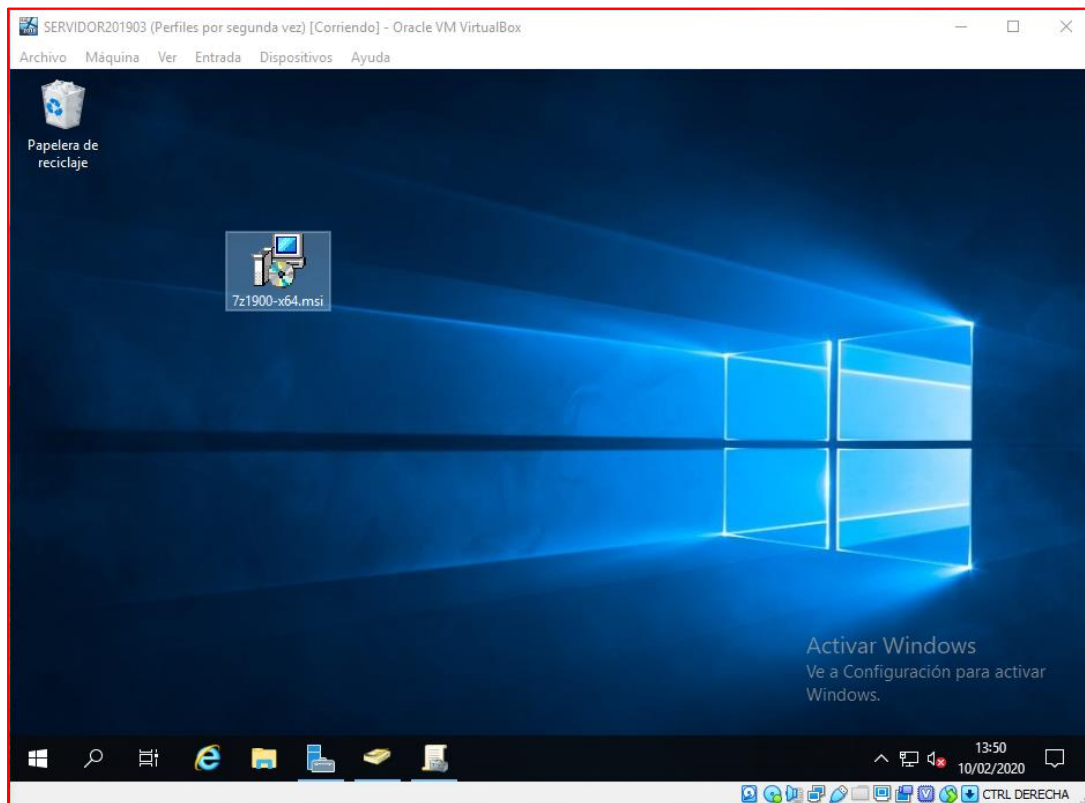 SERVIDOR201903 (Perfiles por segunda vez) [Corriendo] - Oracle VM VirtualBox
Archivo Máquina Ver Entrada Dispositivos Ayuda
Papelera de
reciclaje
7z1900-x64.msi
Activar Windows
Ve a Configuración para activar
Windows.
13:50
10/02/2020
CTRL DERECHA